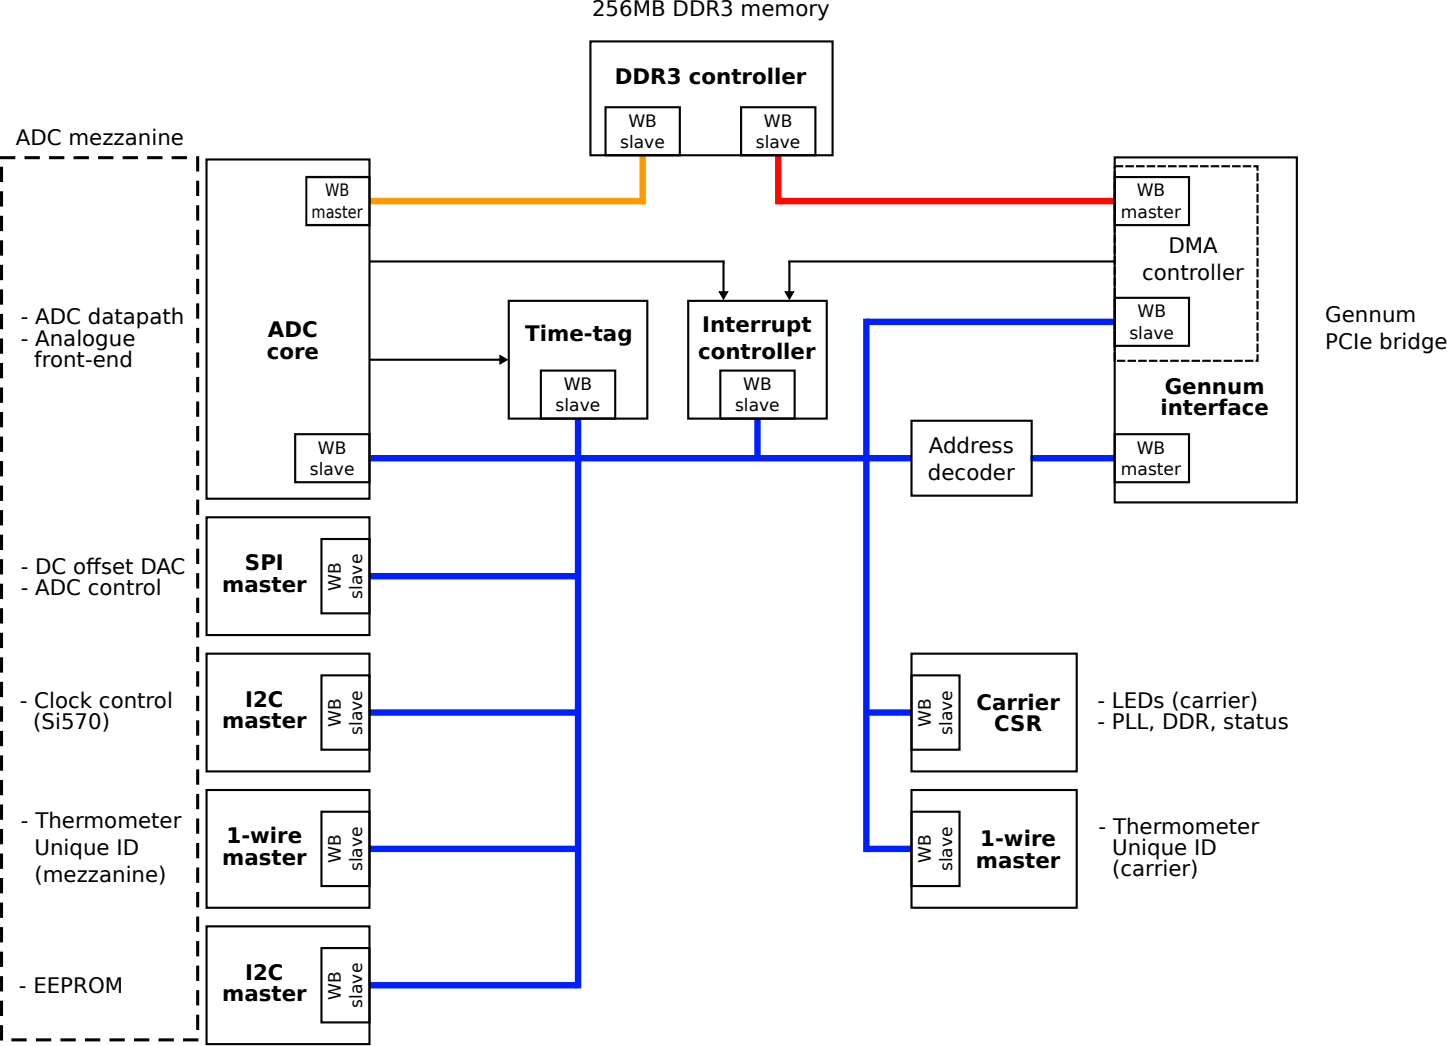 256MB DDR3 memory
DDR3 controller
WB
slave
WB
slave
ADC mezzanine
WB
master
WB
master
DMA
controller
- ADC datapath
- Analogue
front-end
ADC
core
Time-tag
WB
slave
Interrupt
controller
WB
slave
WB
slave
Gennum
interface
Gennum
PCIe bridge
WB
slave
Address
decoder
WB
master
- DC offset DAC
- ADC control
SPI
master
WB
slave
- Clock control
(Si570)
I2C
master
WB
slave
WB
slave
Carrier
CSR
- LEDs (carrier)
- PLL, DDR, status
- Thermometer
Unique ID
(mezzanine)
1-wire
master
WB
slave
WB
slave
1-wire
master
- Thermometer
Unique ID
(carrier)
- EEPROM
I2C
master
WB
slave